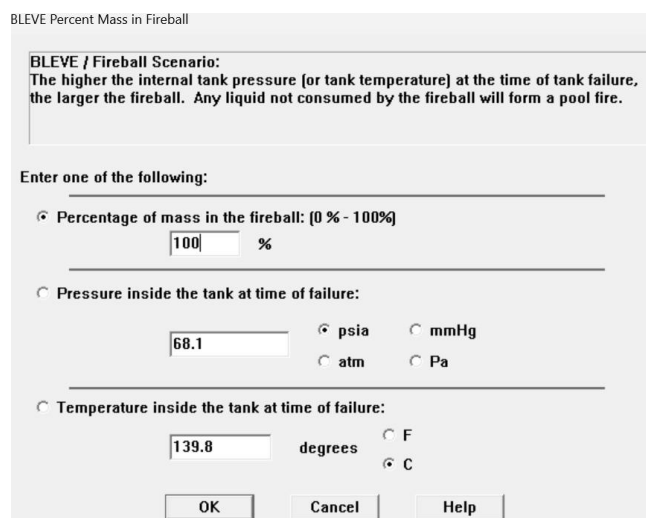 BLEVE Percent Mass in Fireball
BLEVE / Fireball Scenario:
The higher the internal tank pressure (or tank temperature) at the time of tank failure,
the larger the fireball. Any liquid not consumed by the fireball will form a pool fire.
Enter one of the following:
Percentage of mass in the fireball: (0 % - 100%)
100 %
Pressure inside the tank at time of failure:
68.1 psia mmHg
atm Pa
Temperature inside the tank at time of failure:
139.8 degrees F
C
OK Cancel Help